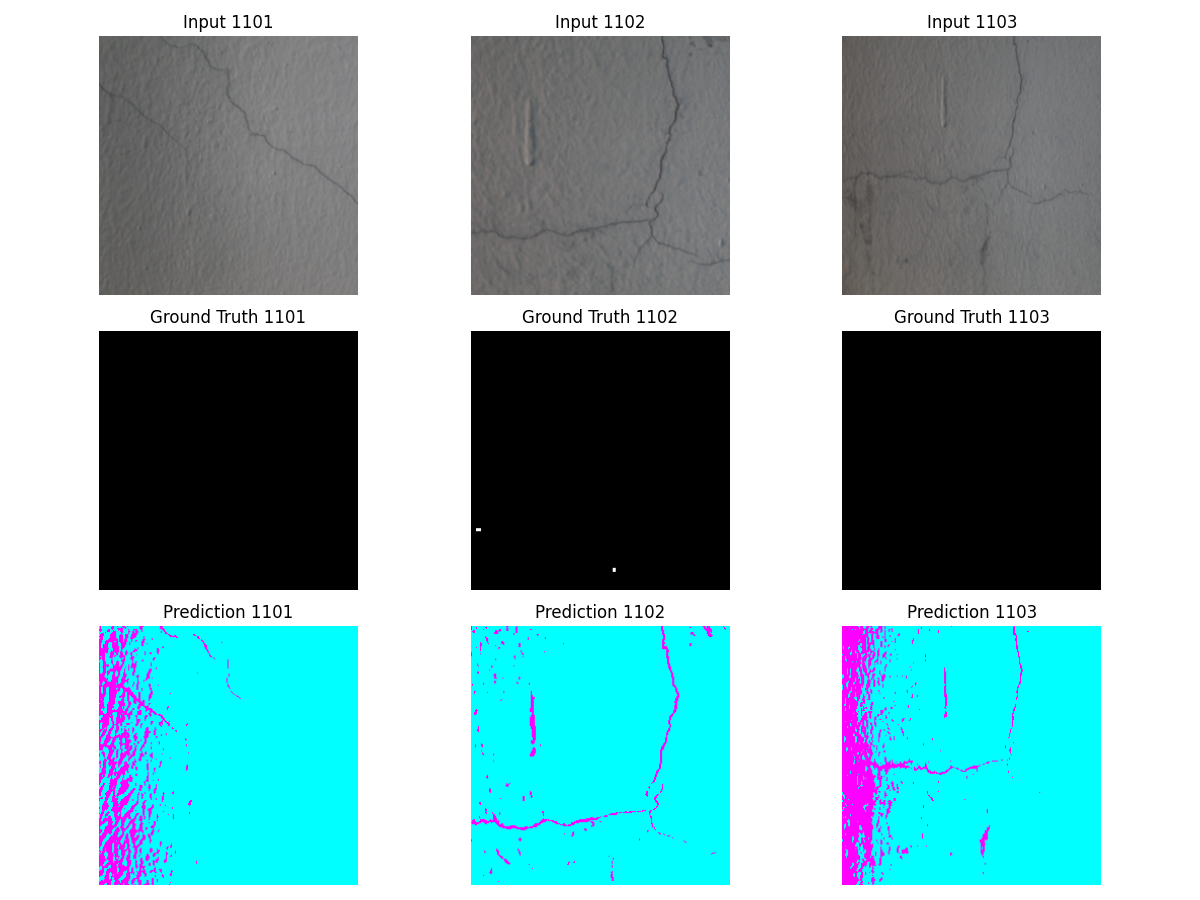 Input 1101
Input 1102
Input 1103
Ground Truth 1101
Ground Truth 1102
Ground Truth 1103
Prediction 1101
Prediction 1102
Prediction 1103